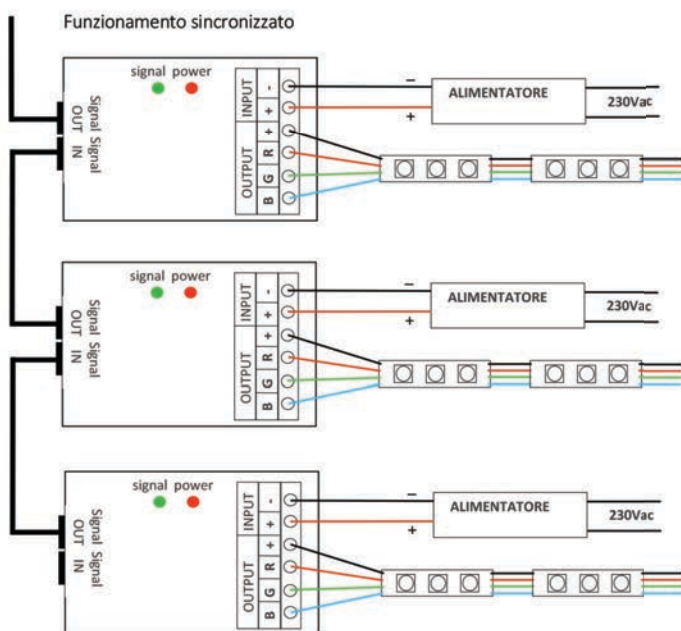 Funzionamento sincronizzato
signal power
Signal OUT
Signal IN
INPUT
-
+
OUTPUT
+
R
G
B
−
+
ALIMENTATORE
230Vac
signal power
Signal OUT
Signal IN
INPUT
-
+
OUTPUT
+
R
G
B
−
+
ALIMENTATORE
230Vac
signal power
Signal OUT
Signal IN
INPUT
-
+
OUTPUT
+
R
G
B
−
+
ALIMENTATORE
230Vac